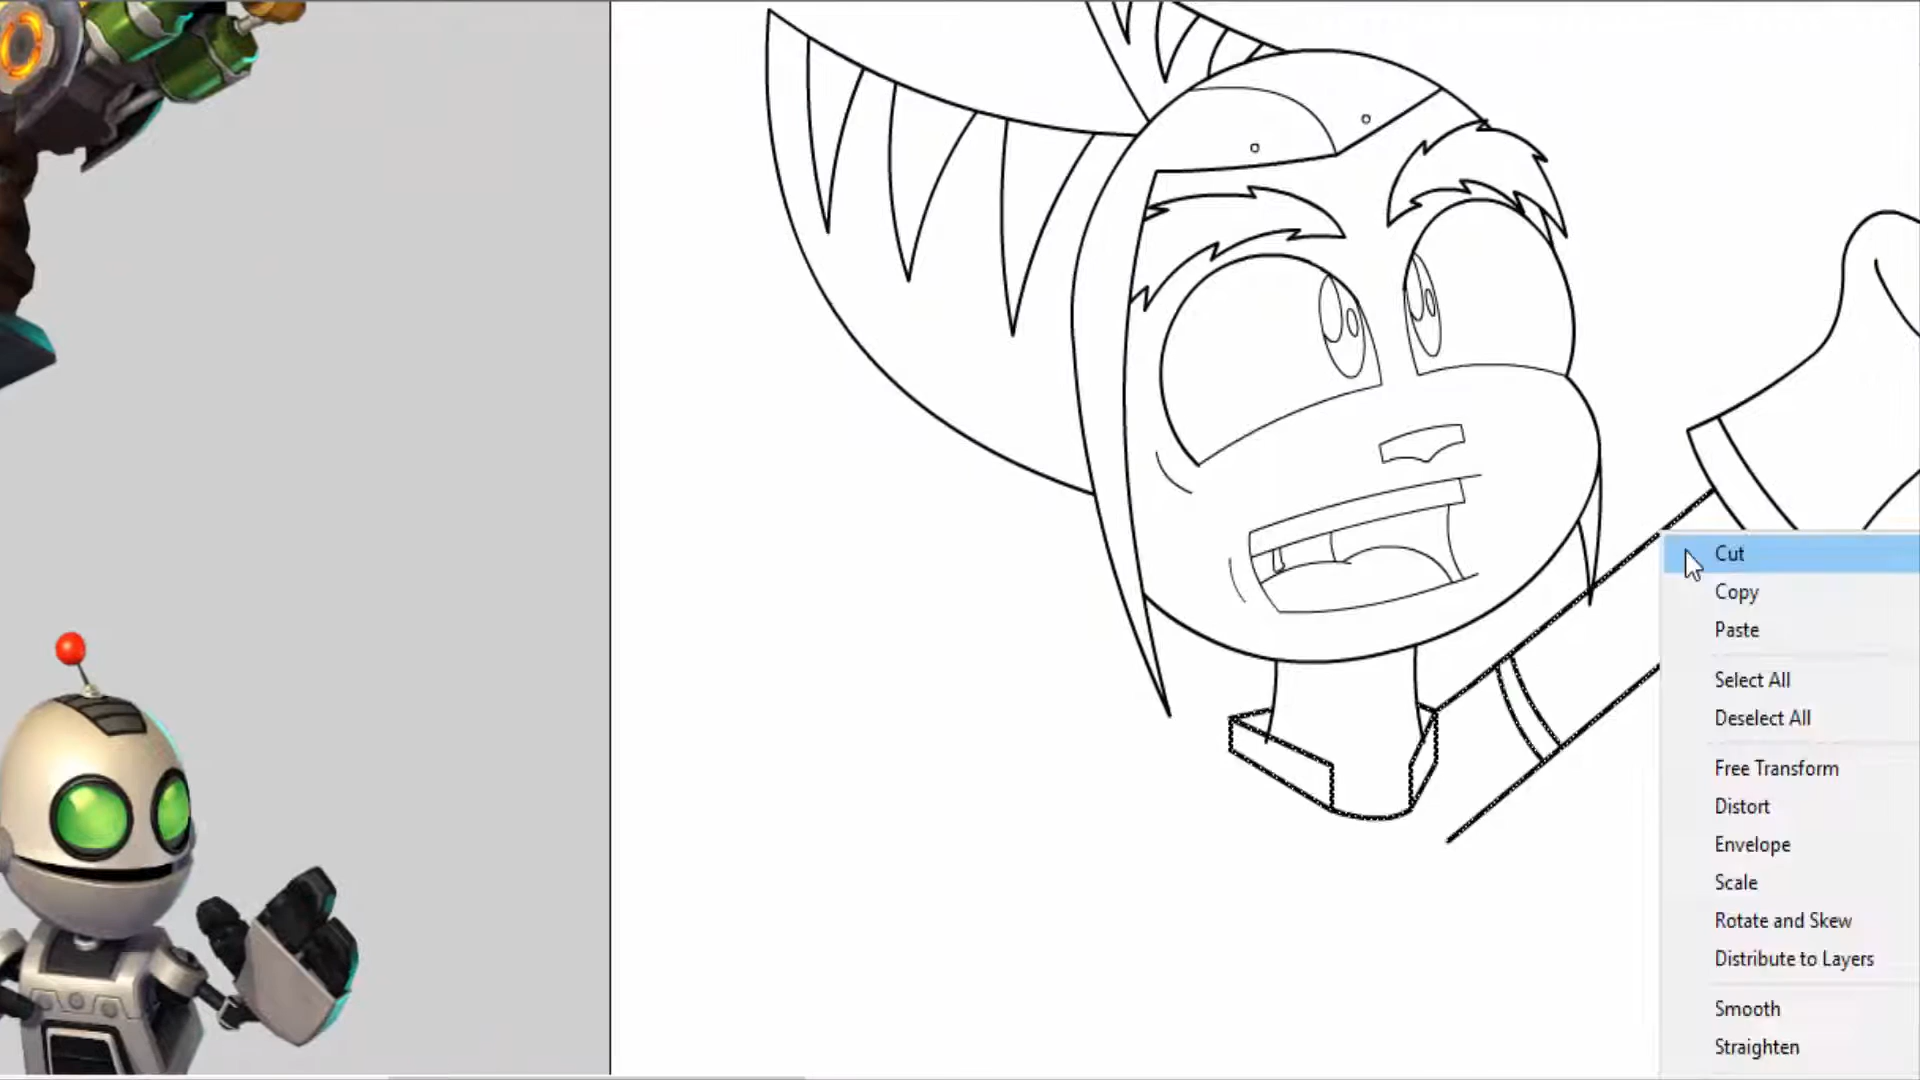 Cut
Copy
Paste
Select All
Deselect All
Free Transform
Distort
Envelope
Scale
Rotate and Skew
Distribute to Layers
Smooth
Straighten